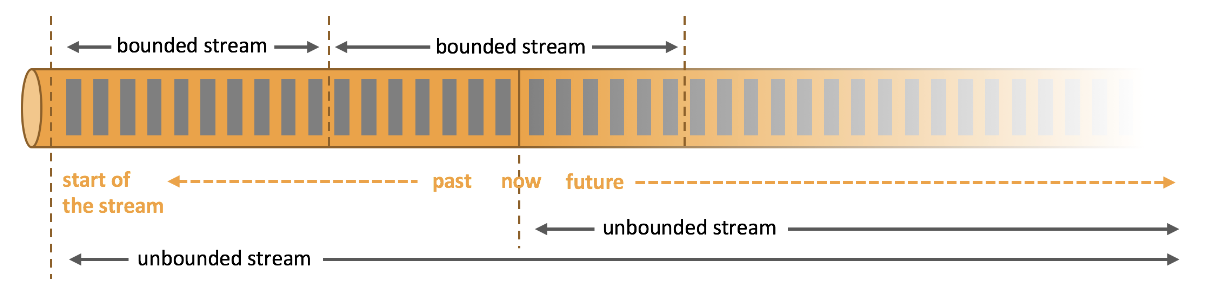 bounded stream
bounded stream
start of
the stream
past
now
future
unbounded stream
unbounded stream